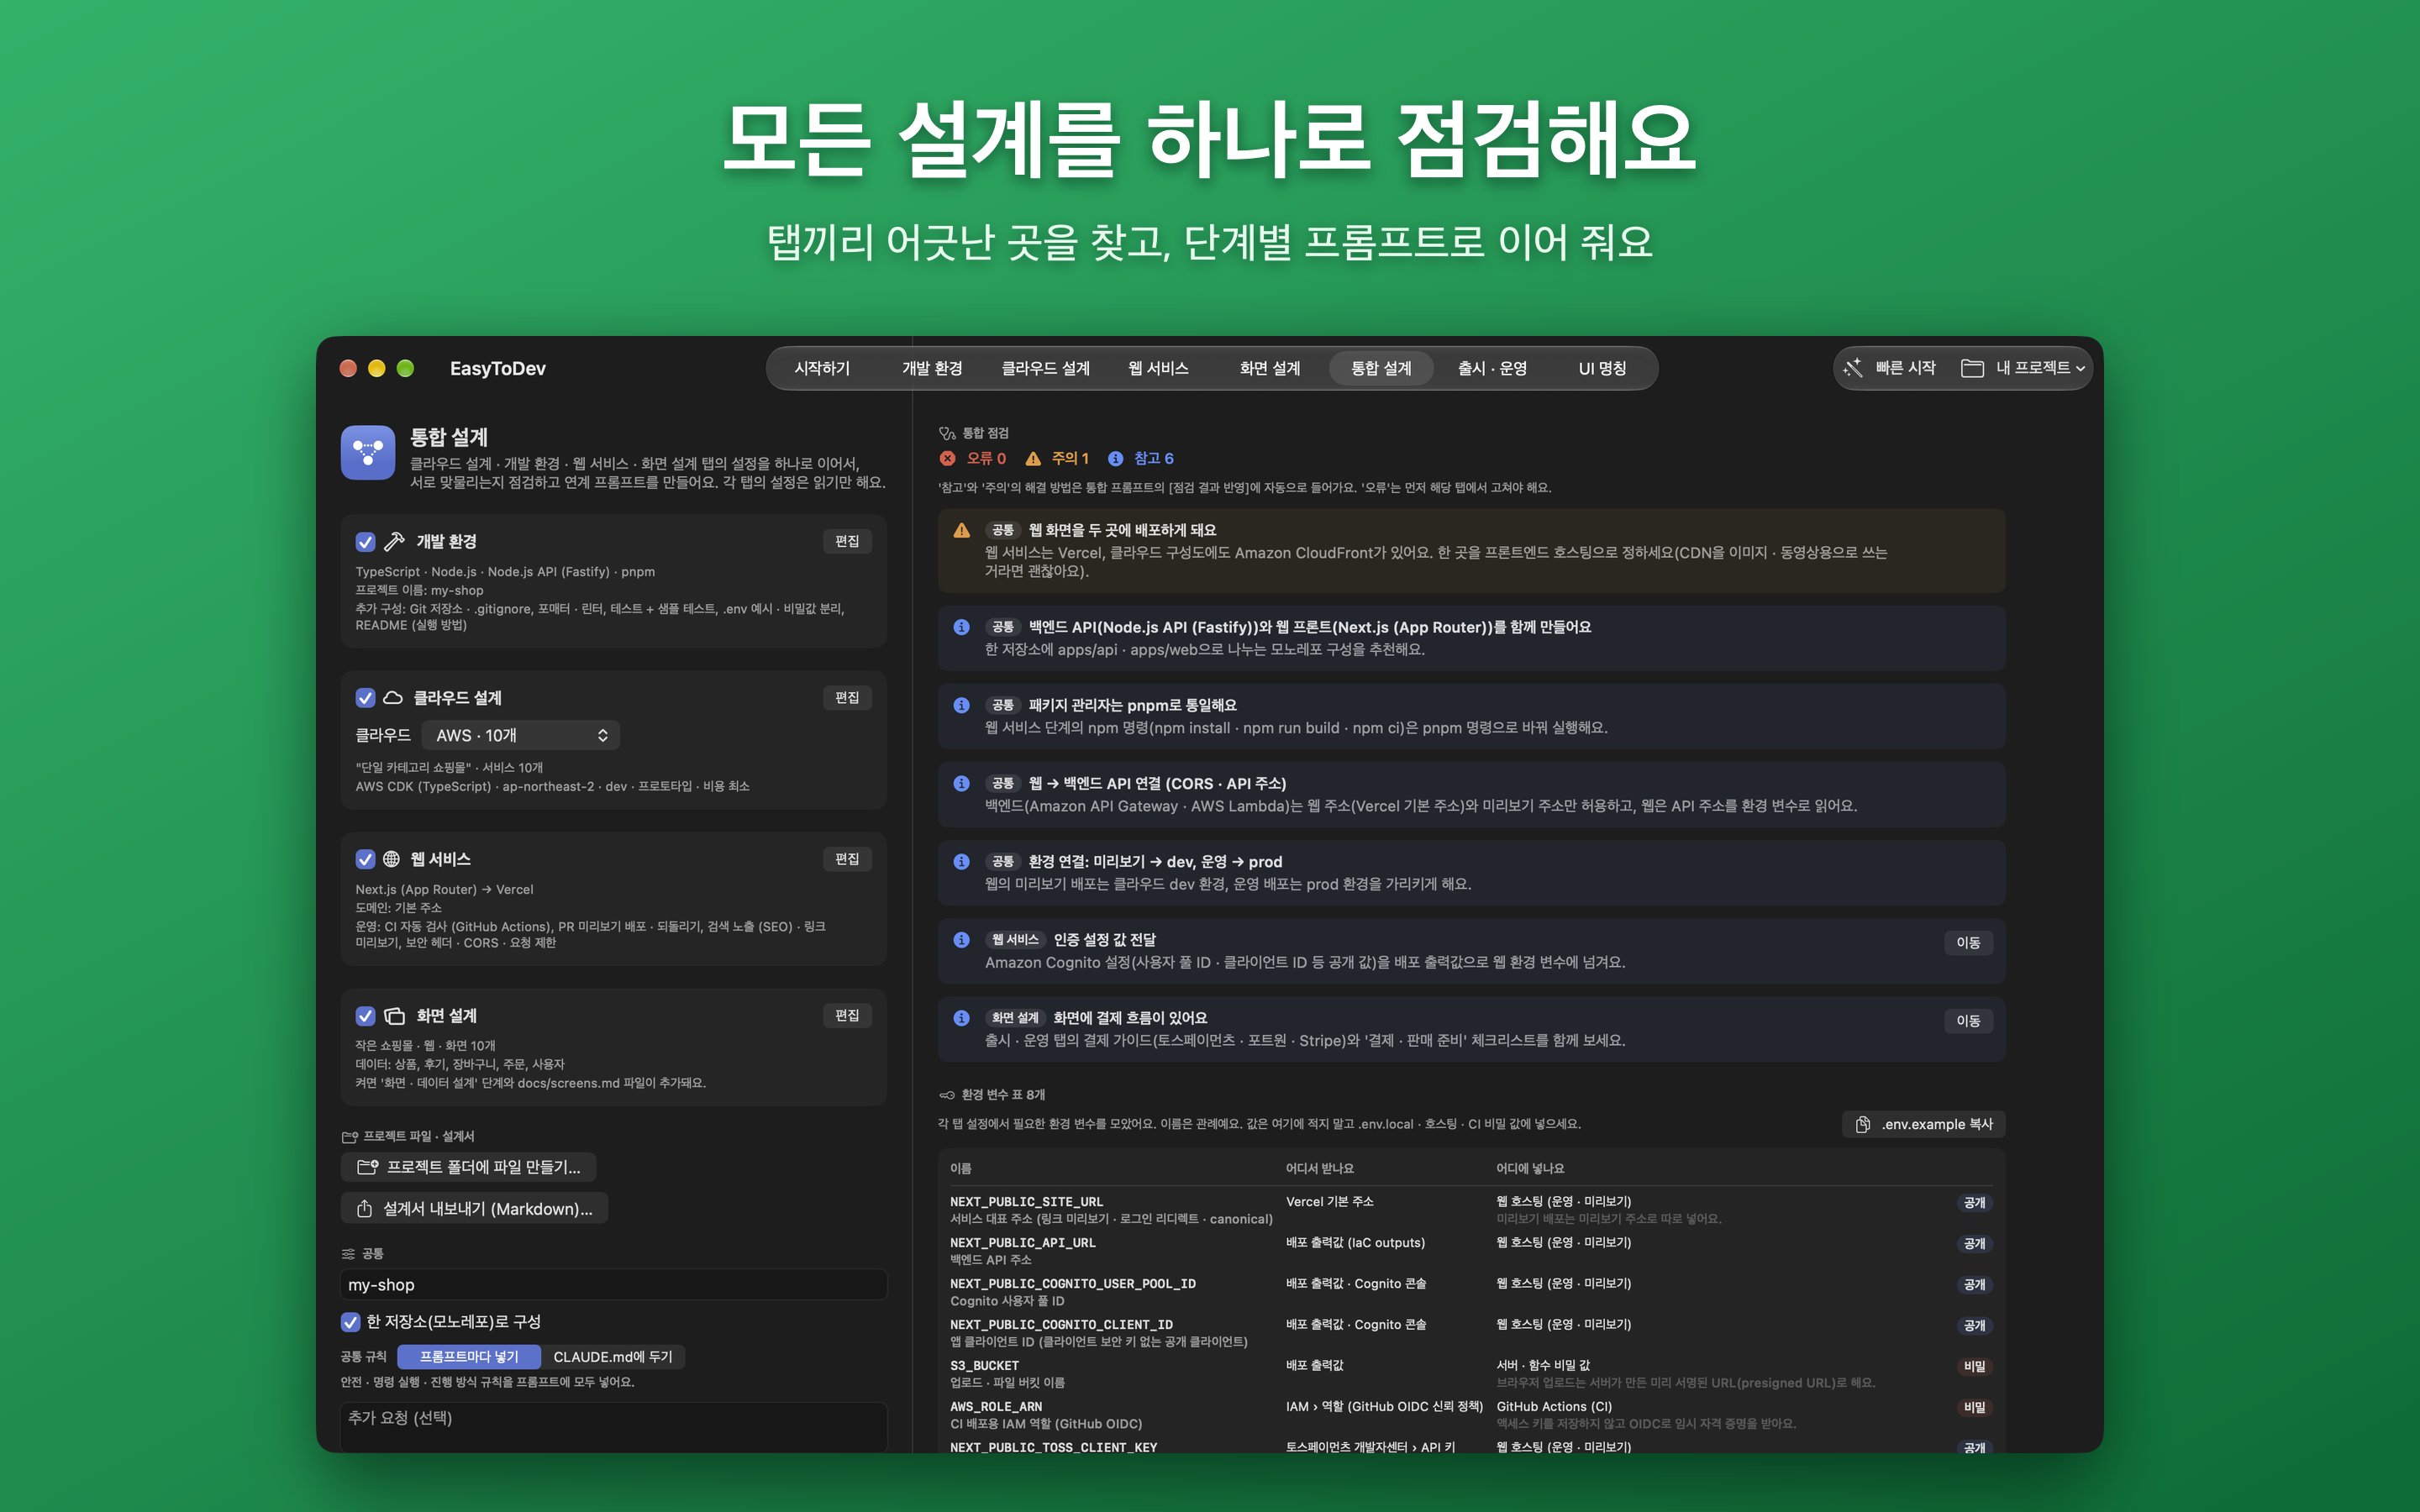 모든 설계를 하나로 점검해요
탭끼리 어긋난 곳을 찾고, 단계별 프롬프트로 이어 줘요
EasyToDev
시작하기
개발 환경
클라우드 설계
웹 서비스
화면 설계
통합 설계
출시 · 운영
UI 명칭
빠른 시작
내 프로젝트
통합 설계
클라우드 설계 · 개발 환경 · 웹 서비스 · 화면 설계 탭의 설정을 하나로 이어서,
서로 맞물리는지 점검하고 연계 프롬프트를 만들어요. 각 탭의 설정은 읽기만 해요.
개발 환경
편집
TypeScript · Node.js · Node.js API (Fastify) · pnpm
프로젝트 이름: my-shop
추가 구성: Git 저장소 · .gitignore, 포매터 · 린터, 테스트 + 샘플 테스트, .env 예시 · 비밀값 분리,
README (실행 방법)
클라우드 설계
편집
클라우드
AWS · 10개
"단일 카테고리 쇼핑몰" · 서비스 10개
AWS CDK (TypeScript) · ap-northeast-2 · dev · 프로토타입 · 비용 최소
웹 서비스
편집
Next.js (App Router) → Vercel
도메인: 기본 주소
운영: CI 자동 검사 (GitHub Actions), PR 미리보기 배포 · 되돌리기, 검색 노출 (SEO) · 링크
미리보기, 보안 헤더 · CORS · 요청 제한
화면 설계
편집
작은 쇼핑몰 · 웹 · 화면 10개
데이터: 상품, 후기, 장바구니, 주문, 사용자
켜면 '화면 · 데이터 설계' 단계와 docs/screens.md 파일이 추가돼요.
프로젝트 파일 · 설계서
프로젝트 폴더에 파일 만들기...
설계서 내보내기 (Markdown)...
공통
my-shop
한 저장소(모노레포)로 구성
공통 규칙
프롬프트마다 넣기
CLAUDE.md에 두기
안전 · 명령 실행 · 진행 방식 규칙을 프롬프트에 모두 넣어요.
추가 요청 (선택)
통합 점검
오류 0
주의 1
참고 6
'참고'와 '주의'의 해결 방법은 통합 프롬프트의 [점검 결과 반영]에 자동으로 들어가요. '오류'는 먼저 해당 탭에서 고쳐야 해요.
공통 웹 화면을 두 곳에 배포하게 돼요
웹 서비스는 Vercel, 클라우드 구성도에도 Amazon CloudFront가 있어요. 한 곳을 프론트엔드 호스팅으로 정하세요(CDN을 이미지 · 동영상용으로 쓰는
거라면 괜찮아요).
공통 백엔드 API(Node.js API (Fastify))와 웹 프론트(Next.js (App Router))를 함께 만들어요
한 저장소에 apps/api · apps/web으로 나누는 모노레포 구성을 추천해요.
공통 패키지 관리자는 pnpm로 통일해요
웹 서비스 단계의 npm 명령(npm install · npm run build · npm ci)은 pnpm 명령으로 바꿔 실행해요.
공통 웹 → 백엔드 API 연결 (CORS · API 주소)
백엔드(Amazon API Gateway · AWS Lambda)는 웹 주소(Vercel 기본 주소)와 미리보기 주소만 허용하고, 웹은 API 주소를 환경 변수로 읽어요.
공통 환경 연결: 미리보기 → dev, 운영 → prod
웹의 미리보기 배포는 클라우드 dev 환경, 운영 배포는 prod 환경을 가리키게 해요.
웹 서비스 인증 설정 값 전달
이동
Amazon Cognito 설정(사용자 풀 ID · 클라이언트 ID 등 공개 값)을 배포 출력값으로 웹 환경 변수에 넘겨요.
화면 설계 화면에 결제 흐름이 있어요
이동
출시 · 운영 탭의 결제 가이드(토스페이먼츠 · 포트원 · Stripe)와 '결제 · 판매 준비' 체크리스트를 함께 보세요.
환경 변수 표 8개
각 탭 설정에서 필요한 환경 변수를 모았어요. 이름은 관례예요. 값은 여기에 적지 말고 .env.local · 호스팅 · CI 비밀 값에 넣으세요.
.env.example 복사
이름 어디서 받나요 어디에 넣나요
NEXT_PUBLIC_SITE_URL Vercel 기본 주소 웹 호스팅 (운영 · 미리보기) 공개
서비스 대표 주소 (링크 미리보기 · 로그인 리디렉트 · canonical) 미리보기 배포는 미리보기 주소로 따로 넣어요.
NEXT_PUBLIC_API_URL 배포 출력값 (IaC outputs) 웹 호스팅 (운영 · 미리보기) 공개
백엔드 API 주소
NEXT_PUBLIC_COGNITO_USER_POOL_ID 배포 출력값 · Cognito 콘솔 웹 호스팅 (운영 · 미리보기) 공개
Cognito 사용자 풀 ID
NEXT_PUBLIC_COGNITO_CLIENT_ID 배포 출력값 · Cognito 콘솔 웹 호스팅 (운영 · 미리보기) 공개
앱 클라이언트 ID (클라이언트 보안 키 없는 공개 클라이언트)
S3_BUCKET 배포 출력값 서버 · 함수 비밀 값 비밀
업로드 · 파일 버킷 이름 브라우저 업로드는 서버가 만든 미리 서명된 URL(presigned URL)로 해요.
AWS_ROLE_ARN IAM › 역할 (GitHub OIDC 신뢰 정책) GitHub Actions (CI) 비밀
CI 배포용 IAM 역할 (GitHub OIDC) 액세스 키를 저장하지 않고 OIDC로 임시 자격 증명을 받아요.
NEXT_PUBLIC_TOSS_CLIENT_KEY 토스페이먼츠 개발자센터 › API 키 웹 호스팅 (운영 · 미리보기) 공개